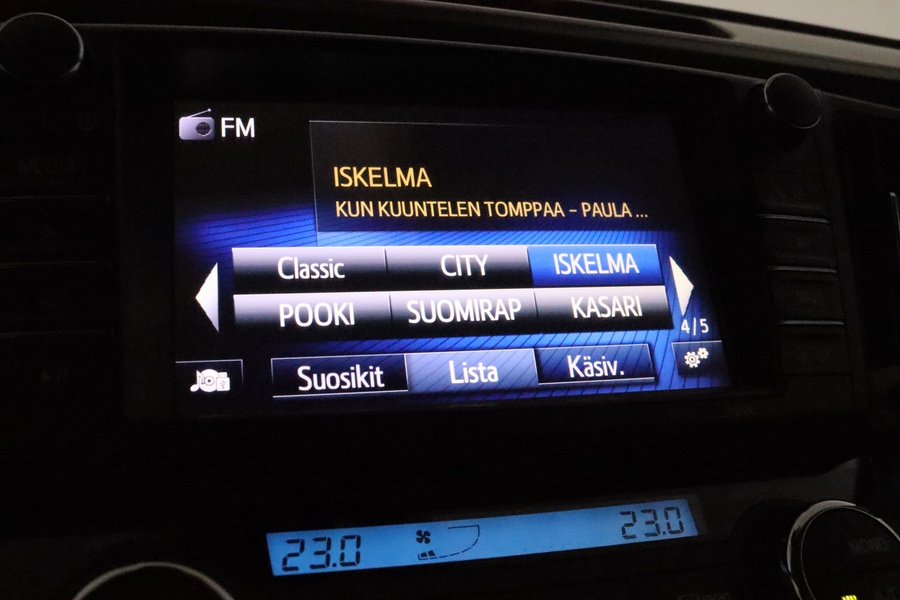 FM
ISKELMA
KUN KUUNTELEN TOMPPAA - PAULA ...
Classic CITY ISKELMA
POOKI SUOMIRAP KASARI
4/5
Suosikit Lista Käsiv.
23.0 23.0